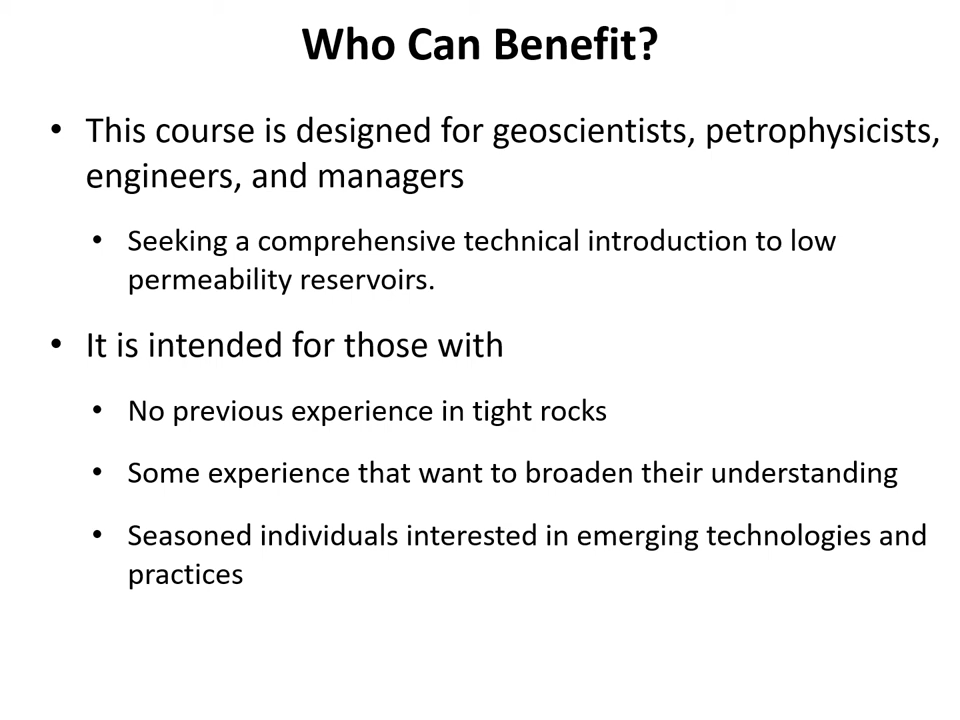 Who Can Benefit?
• This course is designed for geoscientists, petrophysicists,
engineers, and managers
• Seeking a comprehensive technical introduction to low
permeability reservoirs.
• It is intended for those with
• No previous experience in tight rocks
• Some experience that want to broaden their understanding
• Seasoned individuals interested in emerging technologies and
practices